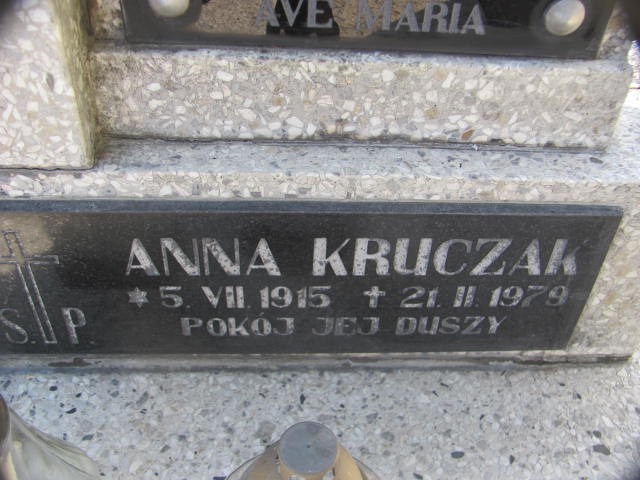 AVE MARIA
Ś.P.
ANNA KRUCZAK
* 5. VII. 1915 ✝ 21. II. 1979
POKÓJ JEJ DUSZY